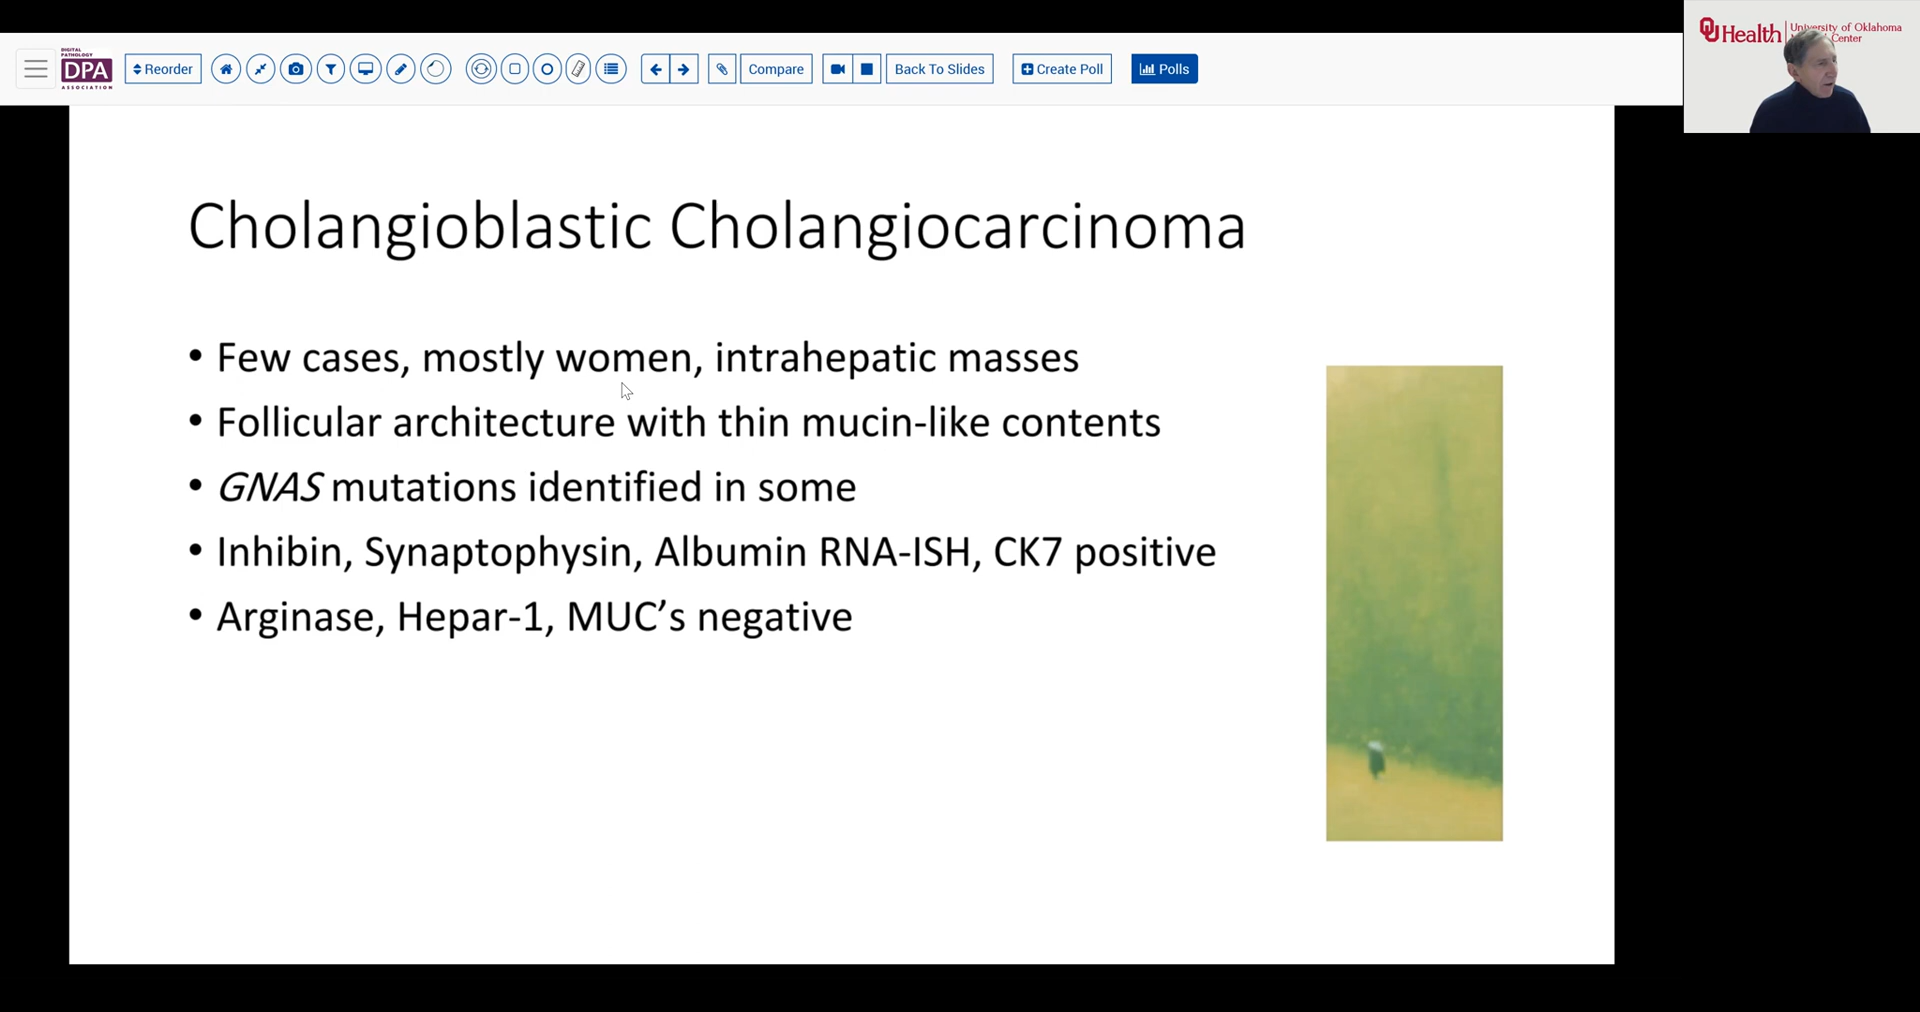 DIGITAL
PATHOLOGY
DPA
ASSOCIATION
Reorder
Compare
Back To Slides
Create Poll
Polls
OU Health | University of Oklahoma
Center
Cholangioblastic Cholangiocarcinoma
• Few cases, mostly women, intrahepatic masses
• Follicular architecture with thin mucin-like contents
• GNAS mutations identified in some
• Inhibin, Synaptophysin, Albumin RNA-ISH, CK7 positive
• Arginase, Hepar-1, MUC’s negative